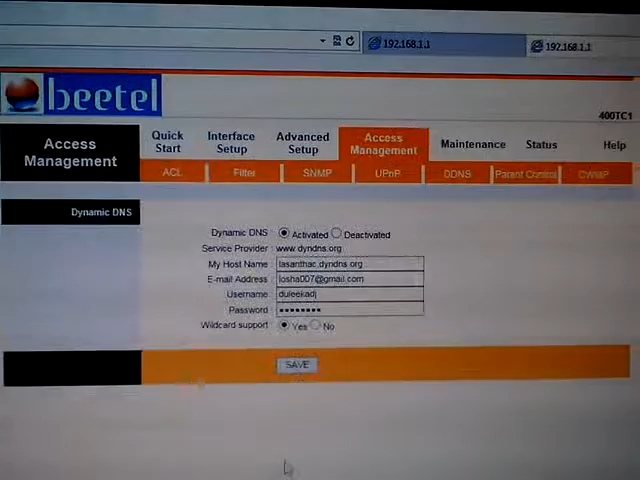 192.168.1.1
192.168.1.1
beetel
400TC1
Access Management
Quick Start
Interface Setup
Advanced Setup
Access Management
Maintenance
Status
Help
ACL
Filter
SNMP
UPnP
DDNS
Parent Control
CWMP
Dynamic DNS
Dynamic DNS : Activated Deactivated
Service Provider : www.dyndns.org
My Host Name : lasanthac.dyndns.org
E-mail Address : losha007@gmail.com
Username : duleekadj
Password : ••••••••
Wildcard support : Yes No
SAVE